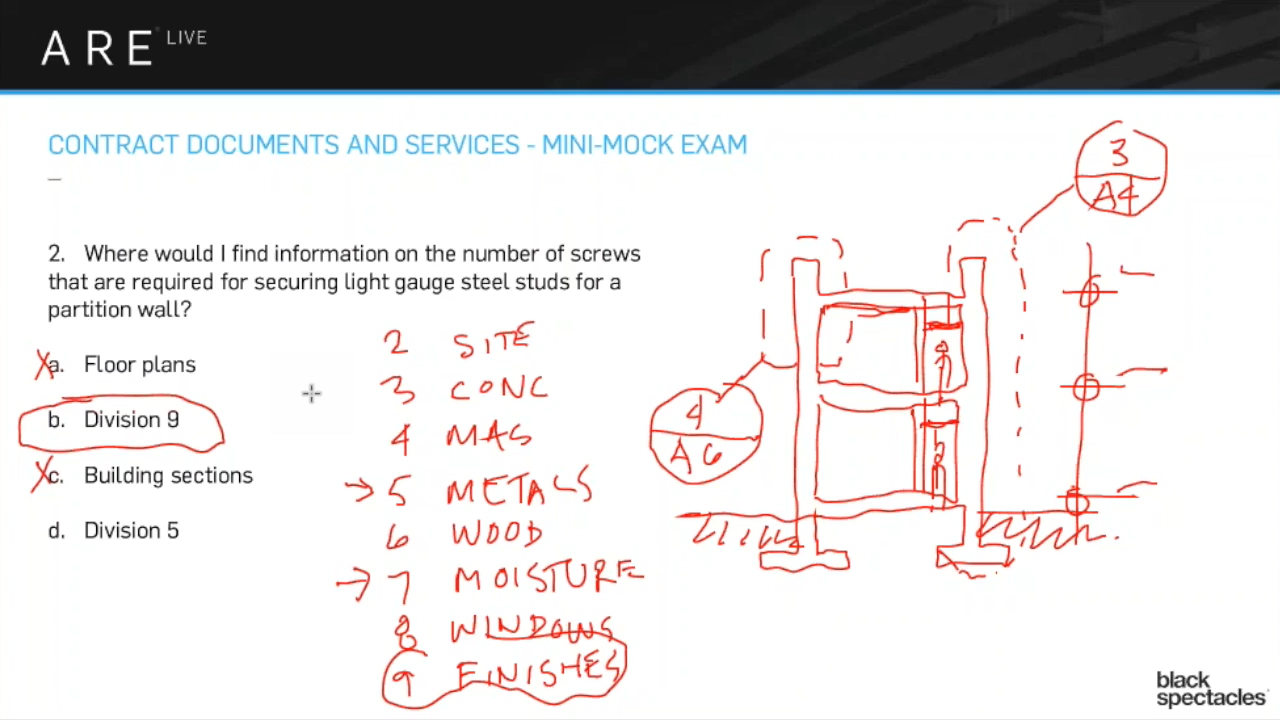 ARE LIVE
CONTRACT DOCUMENTS AND SERVICES - MINI-MOCK EXAM
2. Where would I find information on the number of screws
that are required for securing light gauge steel studs for a
partition wall?
X a. Floor plans
b. Division 9
X c. Building sections
d. Division 5
2 SITE
3 CONC
4 MAS
→ 5 METALS
6 WOOD
→ 7 MOISTURE
8 WINDOWS
9 FINISHES
3
A4
4
A6
black
spectacles